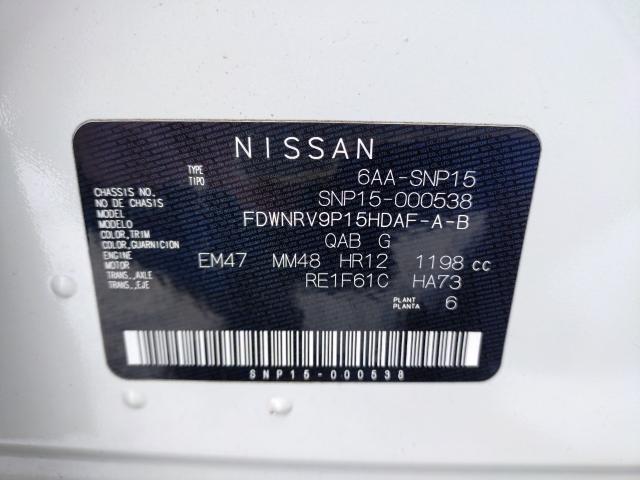 NISSAN
TYPE
TIPO 6AA-SNP15
CHASSIS NO.
NO DE CHASIS SNP15-000538
MODEL
MODELO FDWNRV9P15HDAF-A-B
COLOR,TRIM
COLOR,GUARNICION QAB G
ENGINE
MOTOR EM47 MM48 HR12 1198 cc
TRANS.,AXLE
TRANS.,EJE RE1F61C HA73
PLANT
PLANTA 6
SNP15-000538